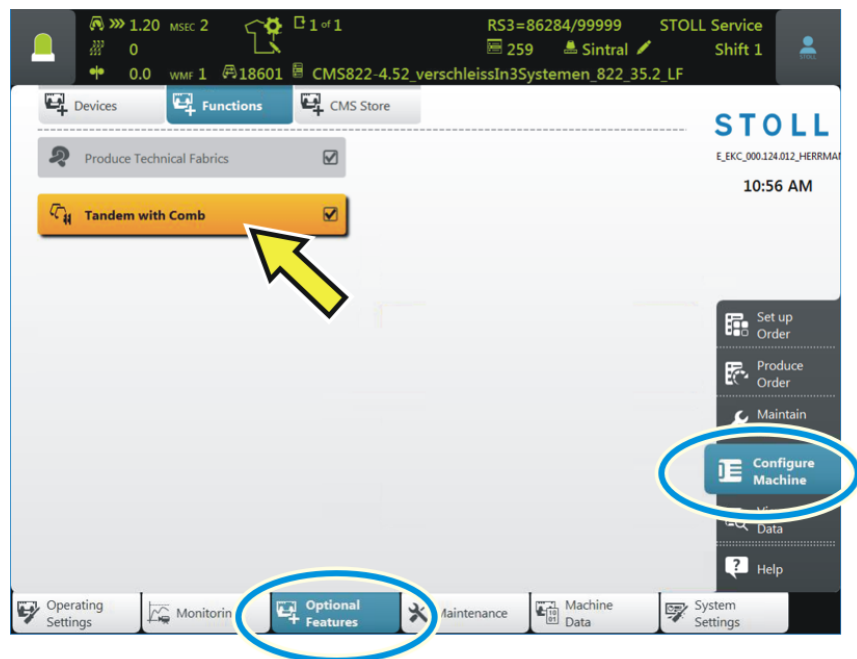 1.20 MSEC 2 1 of 1 RS3=86284/99999 STOLL Service
0 259 Sintral Shift 1
0.0 WMF 1 18601 CMS822-4.52_verschleissIn3Systemen_822_35.2_LF
STOLL
Devices Functions CMS Store
STOLL
Produce Technical Fabrics
E_EKC_000.124.012_HERRMA
10:56 AM
Tandem with Comb
Set up
Order
Produce
Order
Maintain
Configure
Machine
Data
? Help
Operating
Settings
Monitorin
Optional
Features
Maintenance
Machine
Data
System
Settings